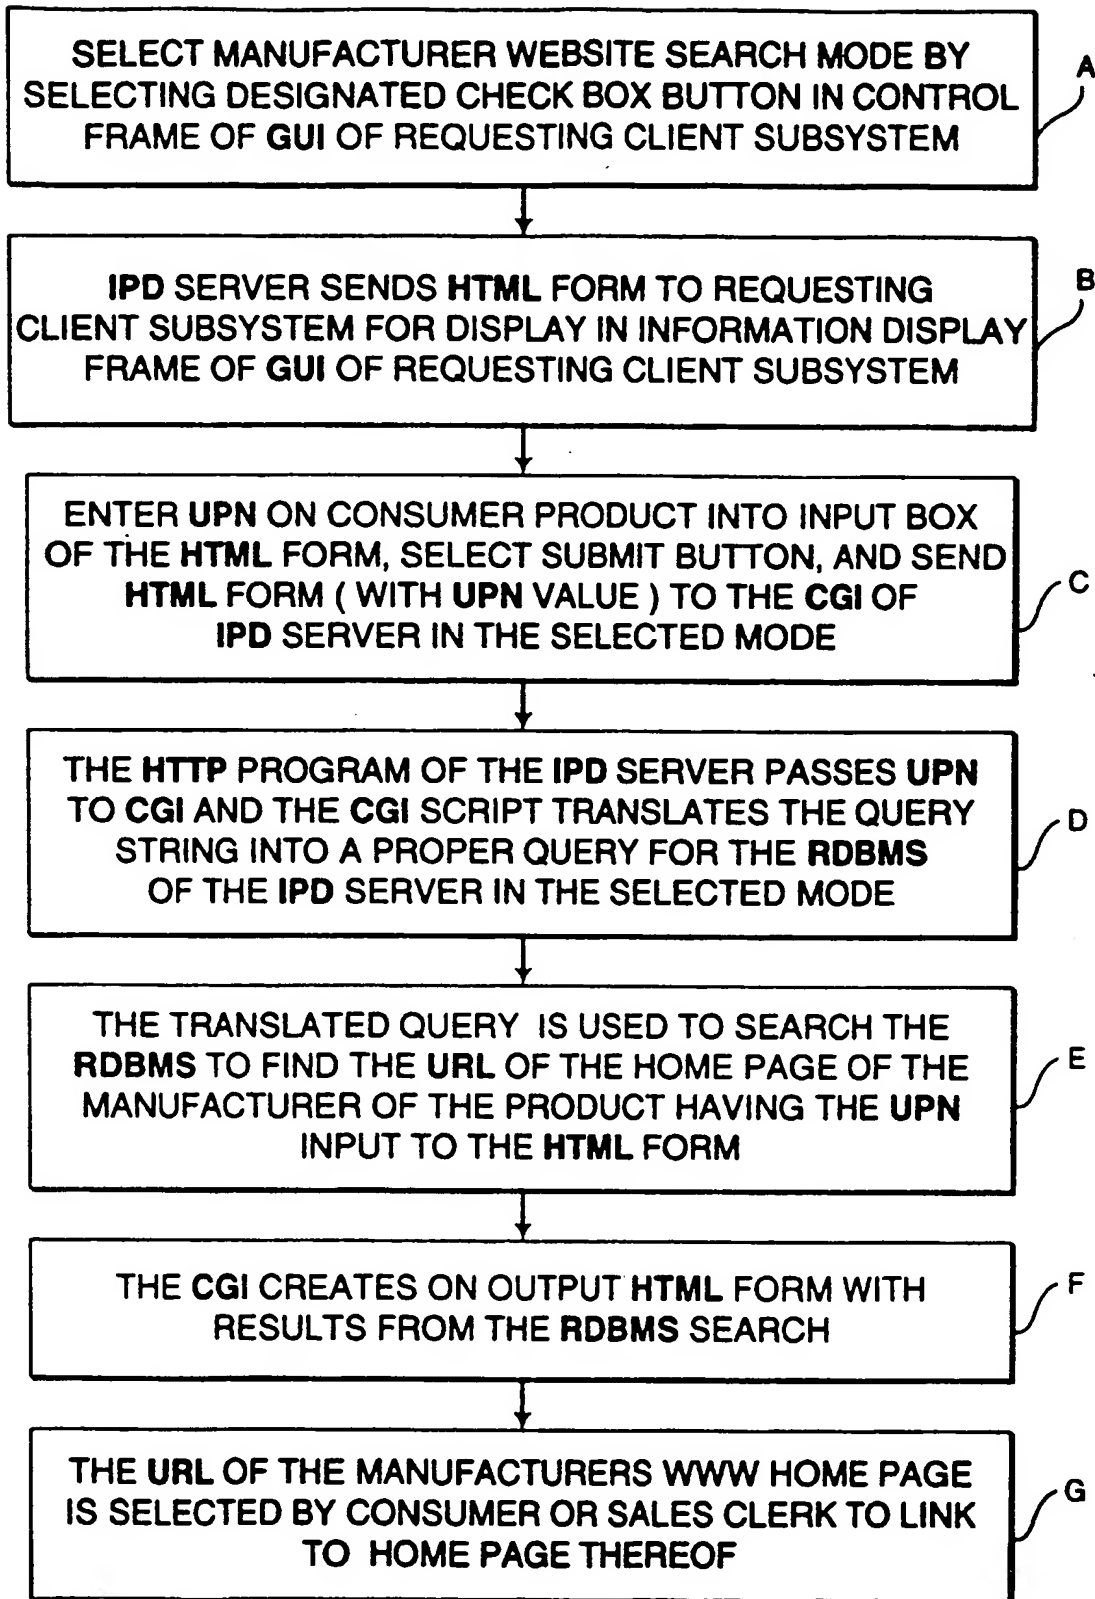 SELECT MANUFACTURER WEBSITE SEARCH MODE BY
SELECTING DESIGNATED CHECK BOX BUTTON IN CONTROL
FRAME OF GUI OF REQUESTING CLIENT SUBSYSTEM
A
IPD SERVER SENDS HTML FORM TO REQUESTING
CLIENT SUBSYSTEM FOR DISPLAY IN INFORMATION DISPLAY
FRAME OF GUI OF REQUESTING CLIENT SUBSYSTEM
B
ENTER UPN ON CONSUMER PRODUCT INTO INPUT BOX
OF THE HTML FORM, SELECT SUBMIT BUTTON, AND SEND
HTML FORM ( WITH UPN VALUE ) TO THE CGI OF
IPD SERVER IN THE SELECTED MODE
C
THE HTTP PROGRAM OF THE IPD SERVER PASSES UPN
TO CGI AND THE CGI SCRIPT TRANSLATES THE QUERY
STRING INTO A PROPER QUERY FOR THE RDBMS
OF THE IPD SERVER IN THE SELECTED MODE
D
THE TRANSLATED QUERY IS USED TO SEARCH THE
RDBMS TO FIND THE URL OF THE HOME PAGE OF THE
MANUFACTURER OF THE PRODUCT HAVING THE UPN
INPUT TO THE HTML FORM
E
THE CGI CREATES ON OUTPUT HTML FORM WITH
RESULTS FROM THE RDBMS SEARCH
F
THE URL OF THE MANUFACTURERS WWW HOME PAGE
IS SELECTED BY CONSUMER OR SALES CLERK TO LINK
TO HOME PAGE THEREOF
G